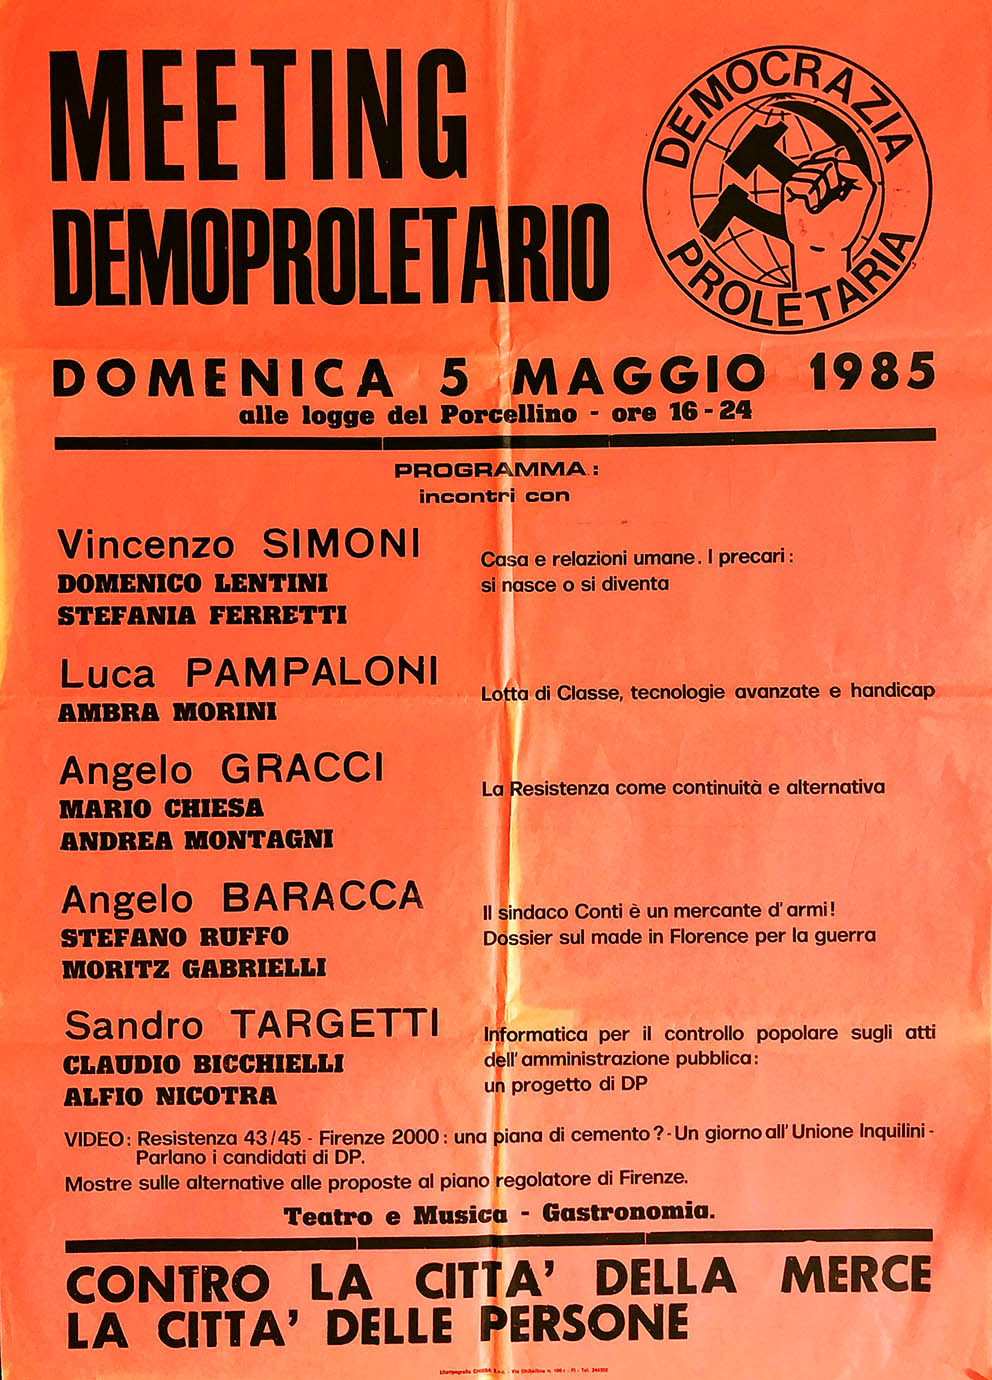 MEETING
DEMOPROLETARIO
DEMOCRAZIA
PROLETARIA
DOMENICA 5 MAGGIO 1985
alle logge del Porcellino - ore 16 - 24
PROGRAMMA:
incontri con
Vincenzo SIMONI
DOMENICO LENTINI
STEFANIA FERRETTI
Casa e relazioni umane. I precari:
si nasce o si diventa
Luca PAMPALONI
AMBRA MORINI
Lotta di Classe, tecnologie avanzate e handicap
Angelo GRACCI
MARIO CHIESA
ANDREA MONTAGNI
La Resistenza come continuità e alternativa
Angelo BARACCA
STEFANO RUFFO
MORITZ GABRIELLI
Il sindaco Conti è un mercante d'armi!
Dossier sul made in Florence per la guerra
Sandro TARGETTI
CLAUDIO BICCHIELLI
ALFIO NICOTRA
Informatica per il controllo popolare sugli atti
dell'amministrazione pubblica:
un progetto di DP
VIDEO: Resistenza 43/45 - Firenze 2000: una piana di cemento? - Un giorno all'Unione Inquilini -
Parlano i candidati di DP.
Mostre sulle alternative alle proposte al piano regolatore di Firenze.
Teatro e Musica - Gastronomia.
CONTRO LA CITTA' DELLA MERCE
LA CITTA' DELLE PERSONE
CHIESA Via Ghibellina n. - FI - Tel.